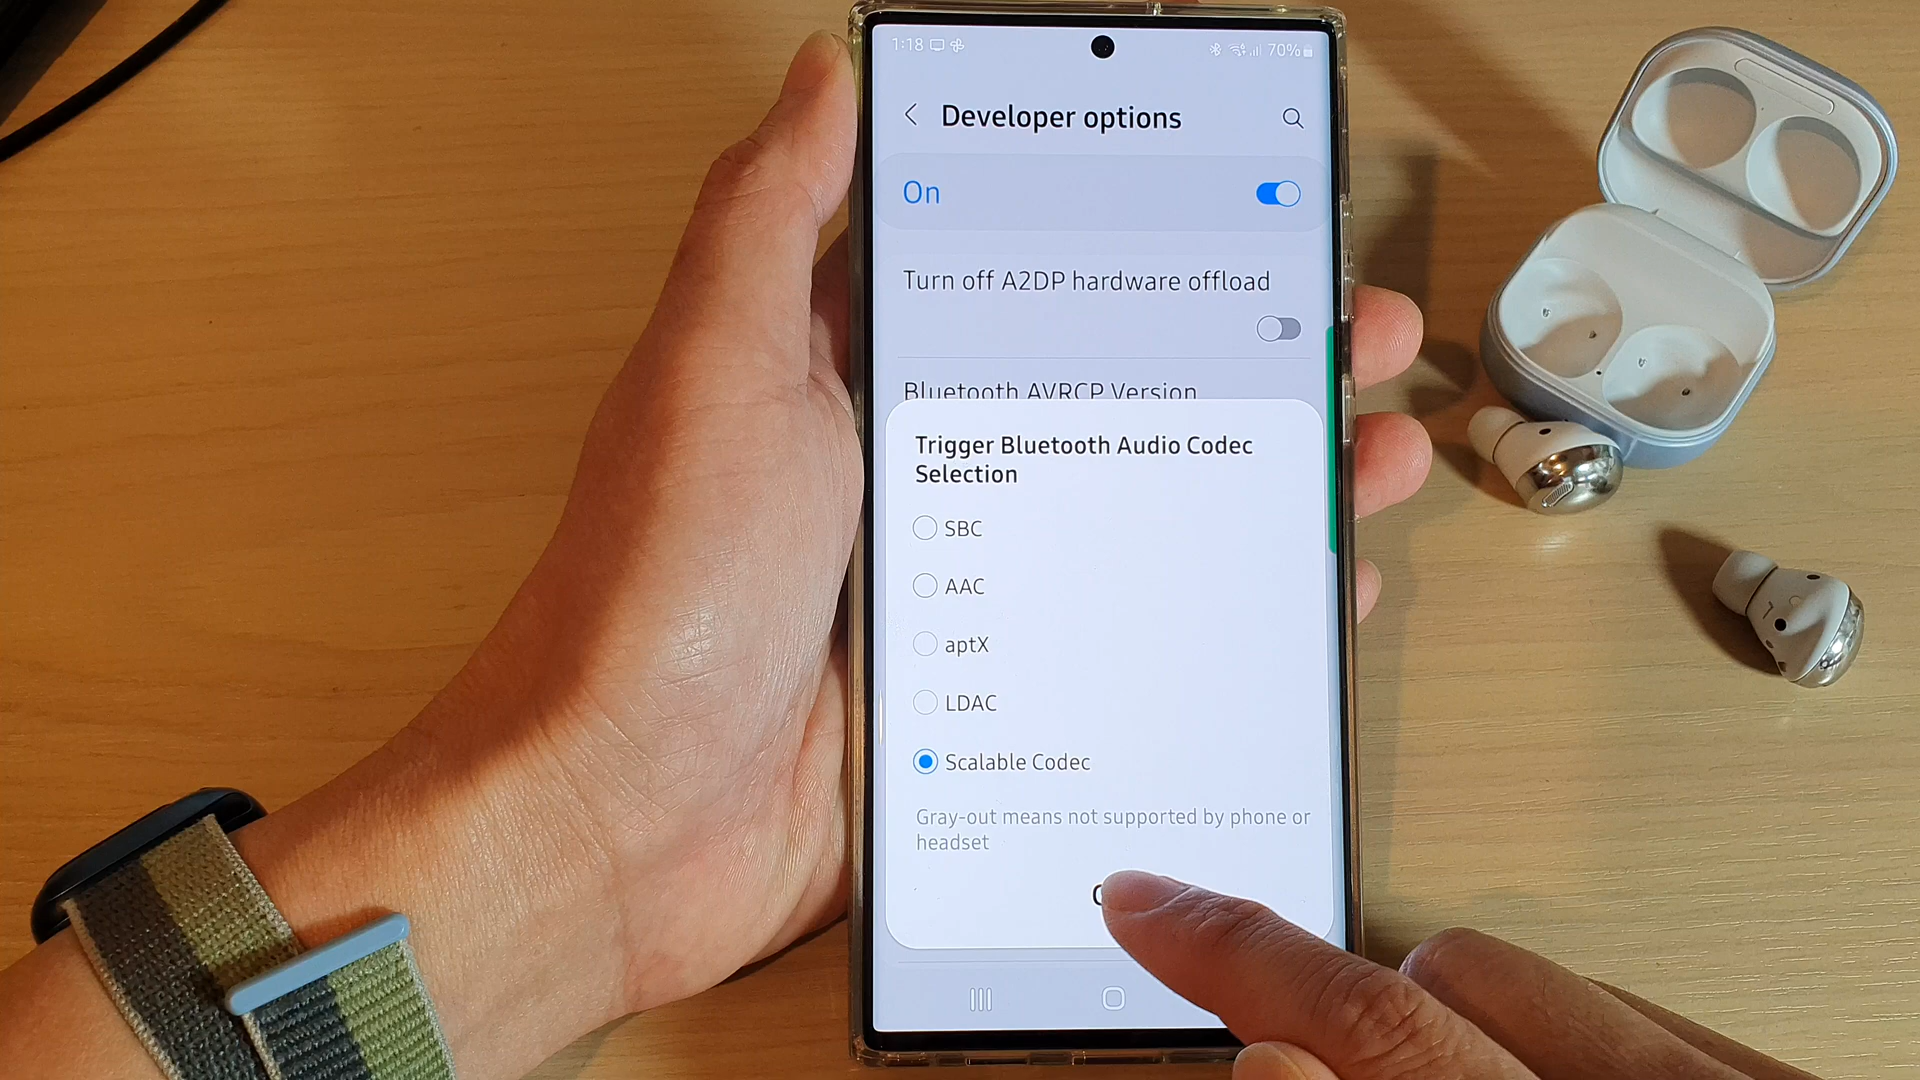 1:18
70%
Developer options
On
Turn off A2DP hardware offload
Bluetooth AVRCP Version
Trigger Bluetooth Audio Codec
Selection
SBC
AAC
aptX
LDAC
Scalable Codec
Gray-out means not supported by phone or
headset